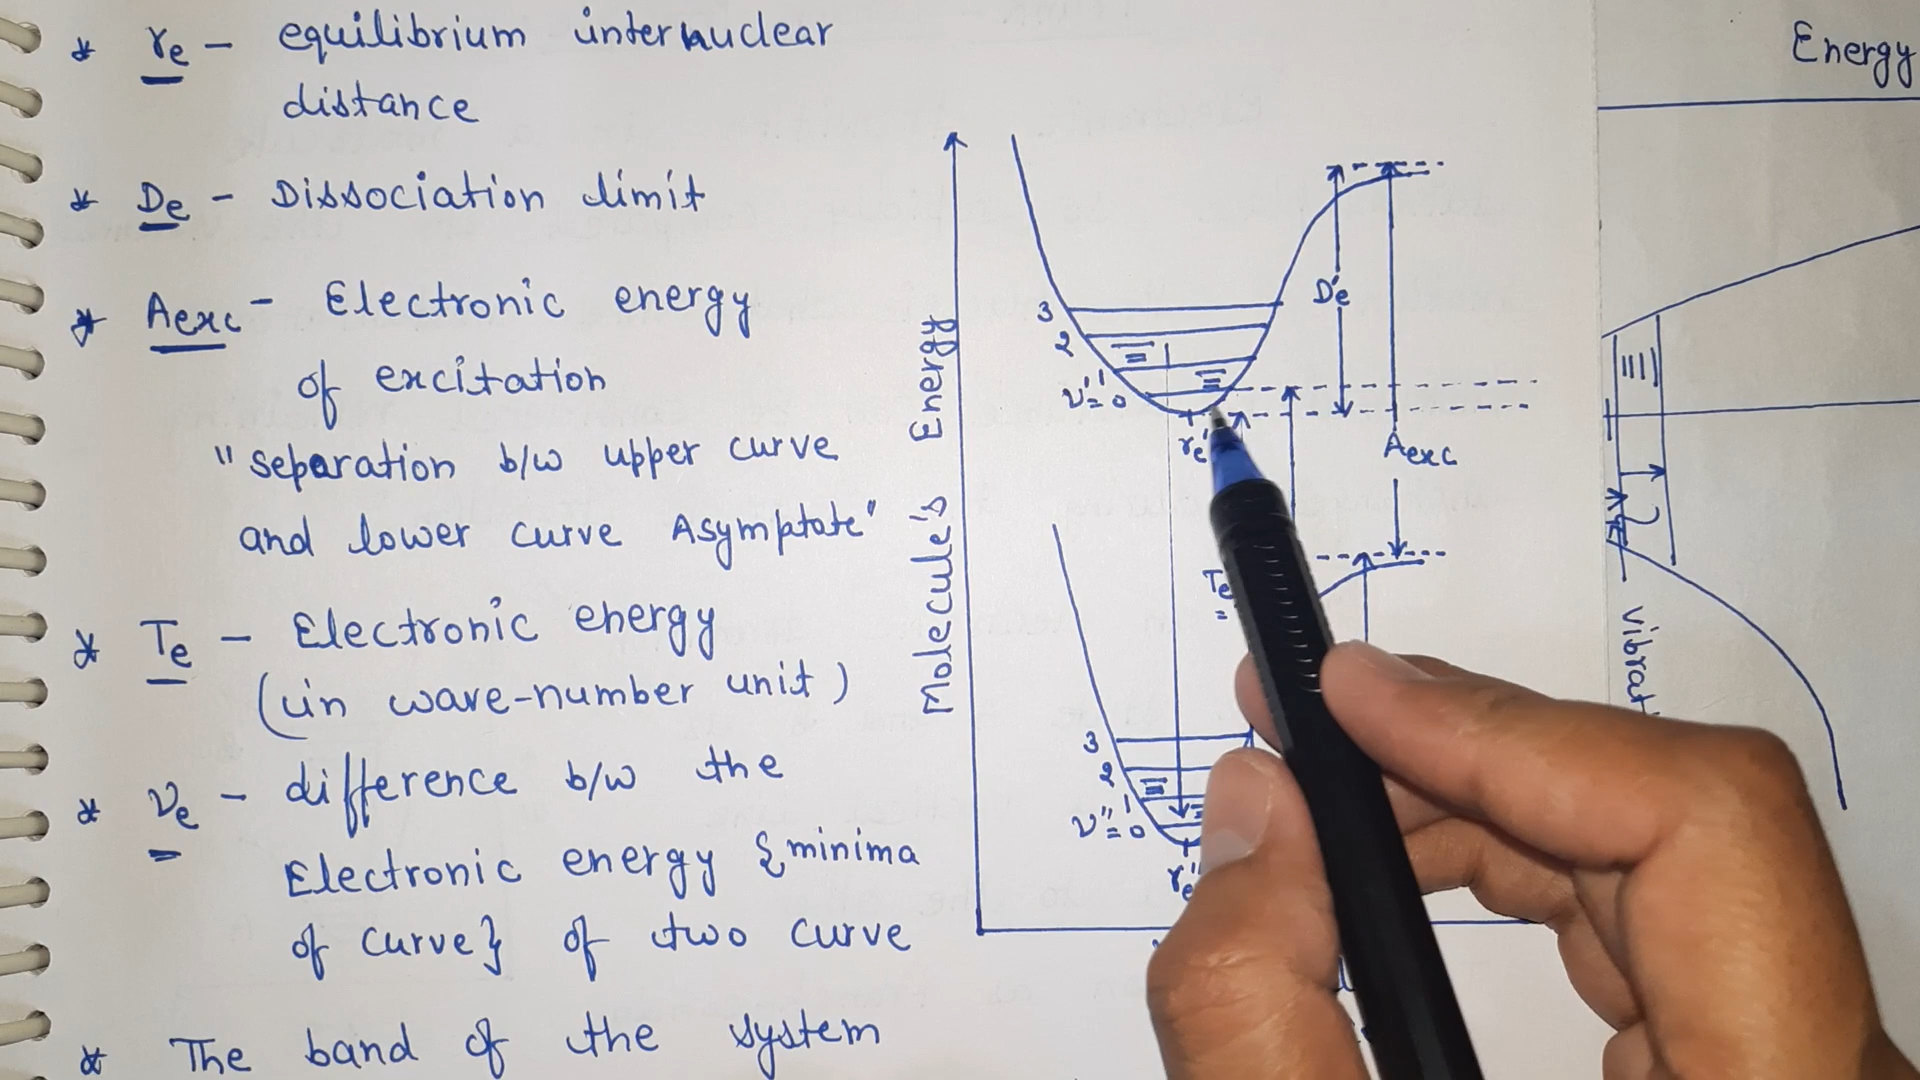 * re - equilibrium internuclear
distance
* De - Dissociation limit
* Aexc - Electronic energy
of excitation
"separation b/w upper curve
and lower curve Asymptote"
* Te - Electronic energy
(in wave-number unit)
* νe - difference b/w the
Electronic energy {minima
of curve} of two curve
* The band of the system
Molecule's Energy
3
2
1
ν'=0
re'
D'e
Aexc
Te
=
3
2
1
ν"=0
re"
Energy
vibrat